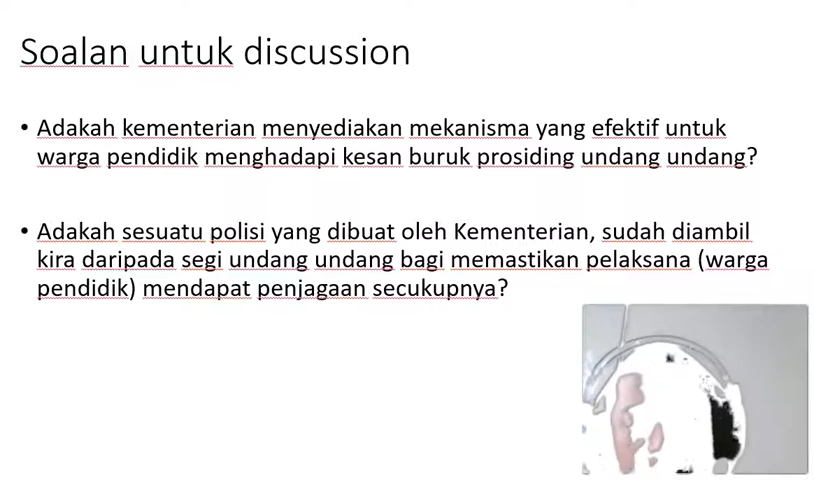 Soalan untuk discussion
• Adakah kementerian menyediakan mekanisma yang efektif untuk
warga pendidik menghadapi kesan buruk prosiding undang undang?
• Adakah sesuatu polisi yang dibuat oleh Kementerian, sudah diambil
kira daripada segi undang undang bagi memastikan pelaksana (warga
pendidik) mendapat penjagaan secukupnya?